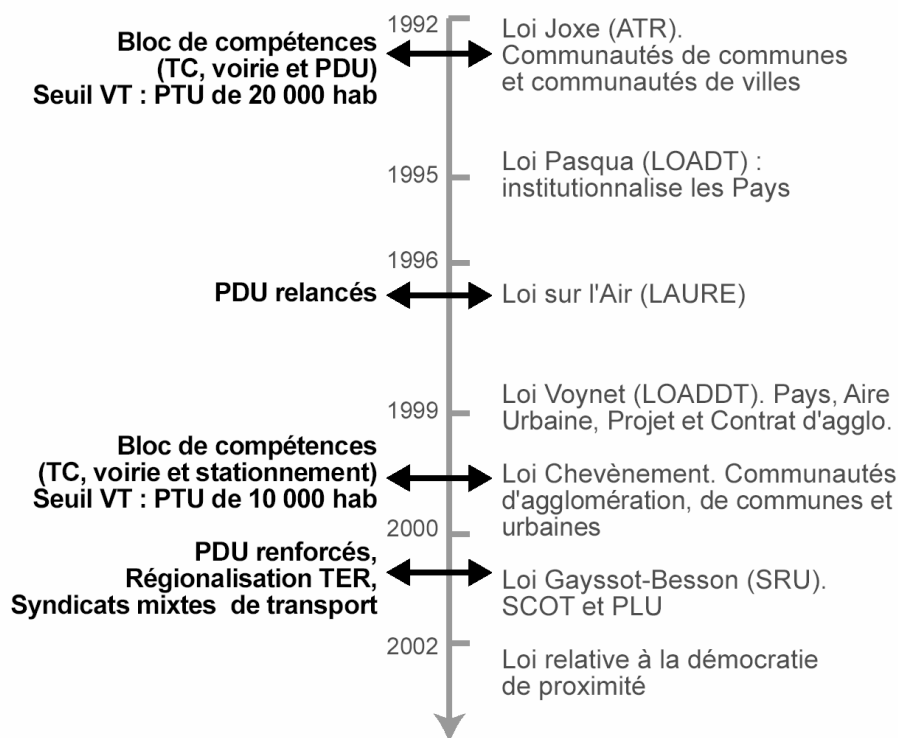 1992
Loi Joxe (ATR).
Communautés de communes
et communautés de villes
Bloc de compétences
(TC, voirie et PDU)
Seuil VT : PTU de 20 000 hab
1995
Loi Pasqua (LOADT) :
institutionnalise les Pays
1996
PDU relancés
Loi sur l'Air (LAURE)
1999
Loi Voynet (LOADDT). Pays, Aire
Urbaine, Projet et Contrat d'agglo.
Bloc de compétences
(TC, voirie et stationnement)
Seuil VT : PTU de 10 000 hab
Loi Chevènement. Communautés
d'agglomération, de communes et
urbaines
2000
PDU renforcés,
Régionalisation TER,
Syndicats mixtes de transport
Loi Gayssot-Besson (SRU).
SCOT et PLU
2002
Loi relative à la démocratie
de proximité